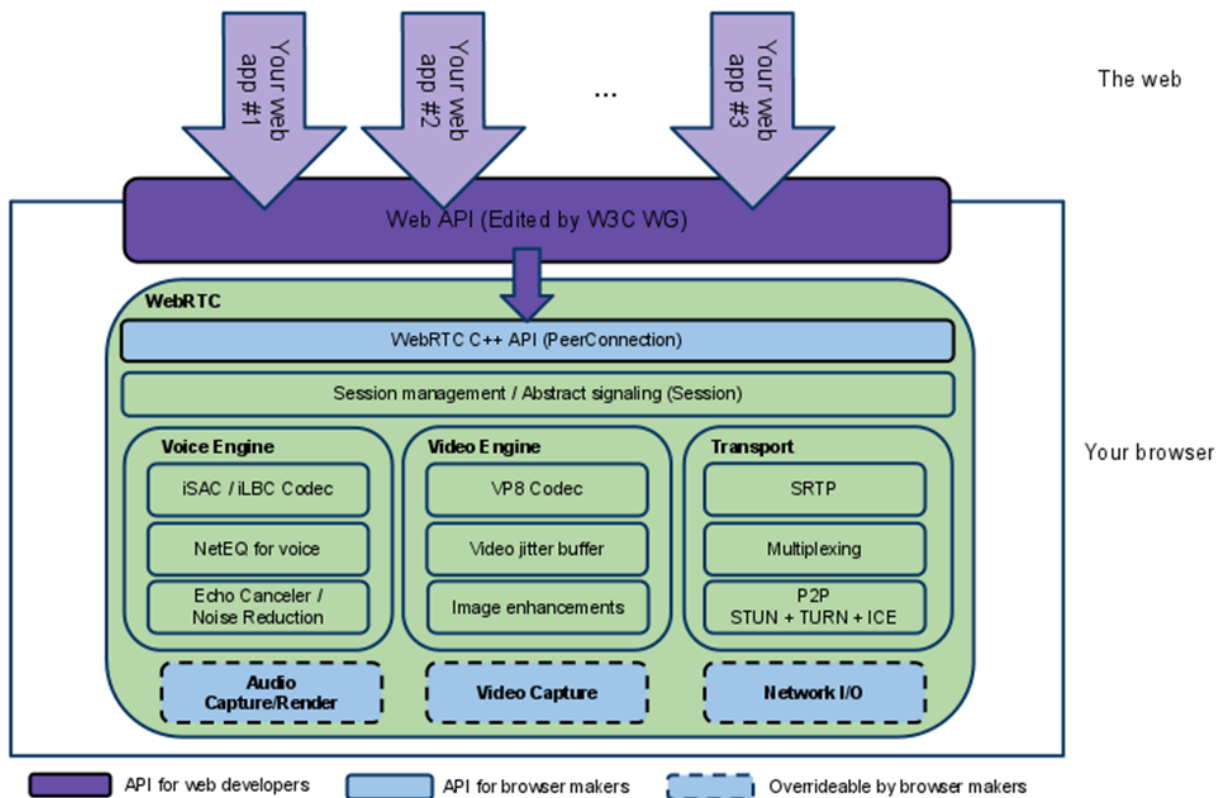 Your web
app #1
Your web
app #2
...
Your web
app #3
The web
Web API (Edited by W3C WG)
WebRTC
WebRTC C++ API (PeerConnection)
Session management / Abstract signaling (Session)
Your browser
Voice Engine
iSAC / iLBC Codec
NetEQ for voice
Echo Canceler /
Noise Reduction
Video Engine
VP8 Codec
Video jitter buffer
Image enhancements
Transport
SRTP
Multiplexing
P2P
STUN + TURN + ICE
Audio
Capture/Render
Video Capture
Network I/O
API for web developers
API for browser makers
Overrideable by browser makers